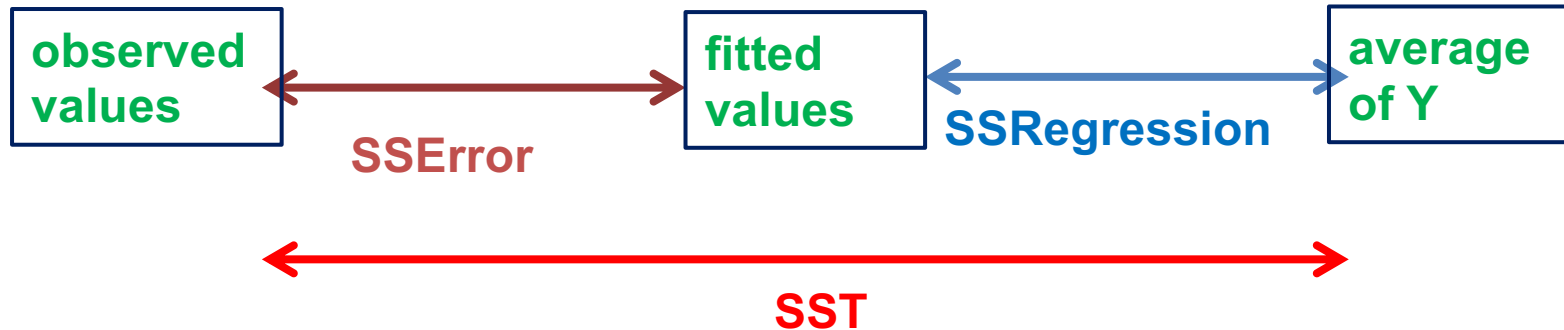 observed
values
SSError
fitted
values
SSRegression
average
of Y
SST